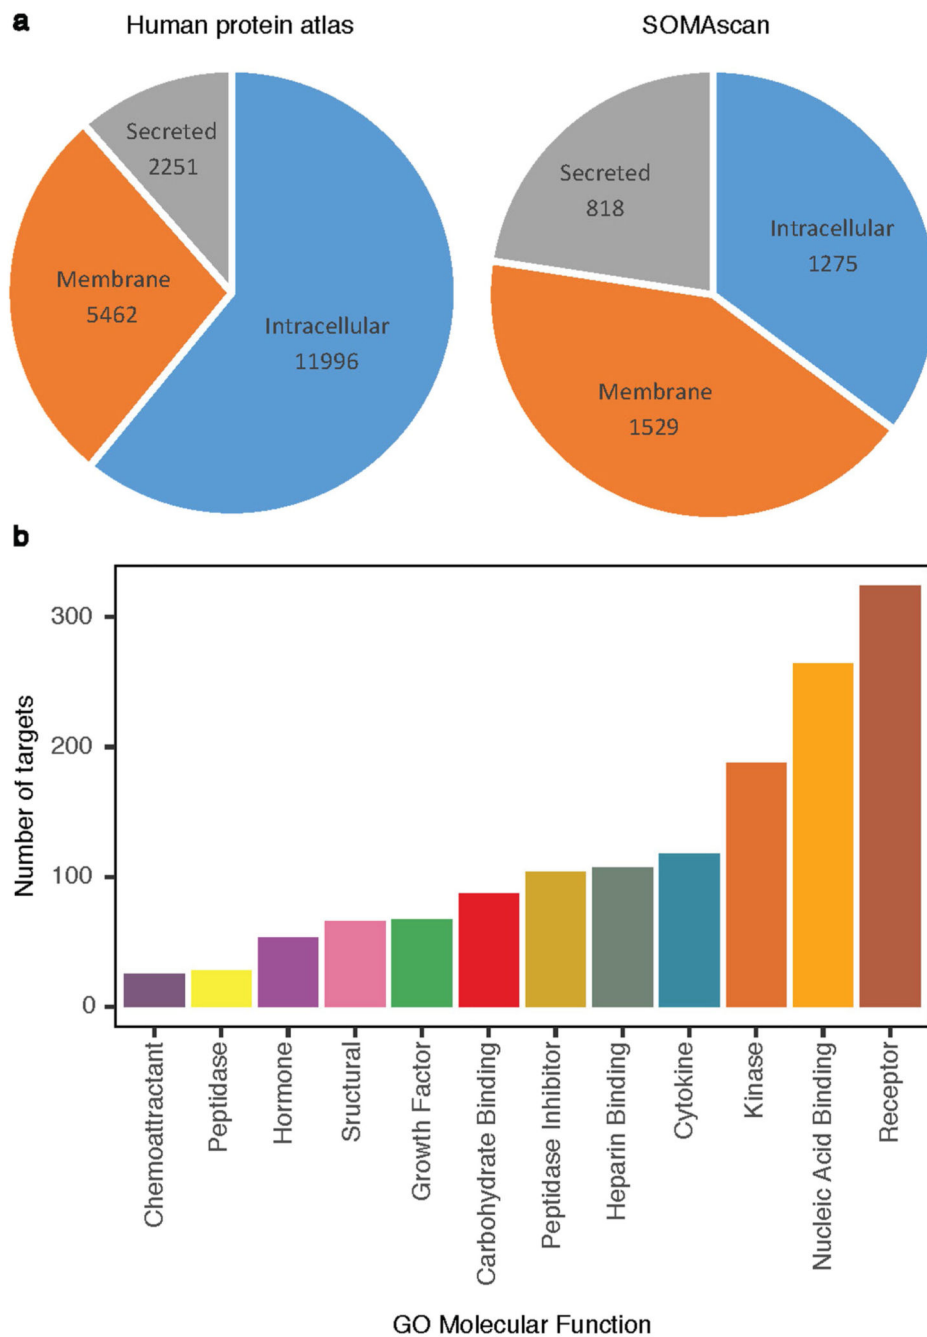 a
Human protein atlas
SOMAscan
Secreted
2251
Membrane
5462
Intracellular
11996
Secreted
818
Intracellular
1275
Membrane
1529
b
Number of targets
300
200
100
0
Chemoattractant
Peptidase
Hormone
Sructural
Growth Factor
Carbohydrate Binding
Peptidase Inhibitor
Heparin Binding
Cytokine
Kinase
Nucleic Acid Binding
Receptor
GO Molecular Function